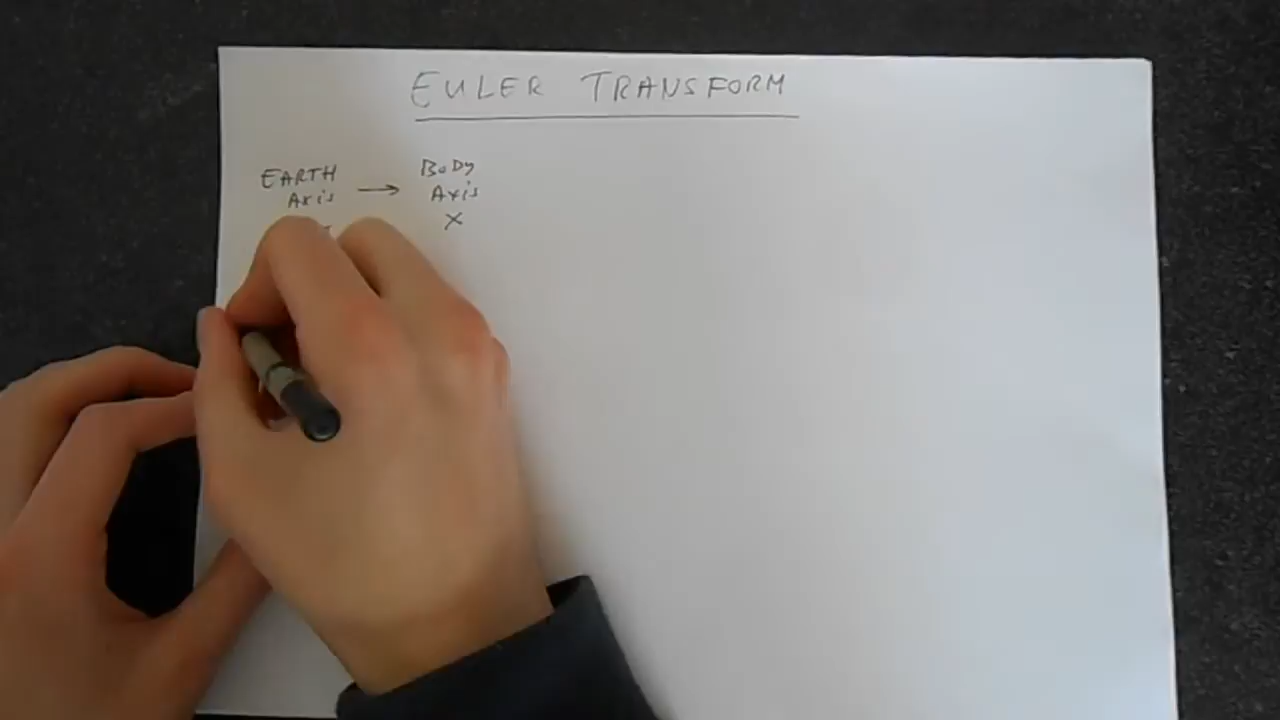 EULER TRANSFORM
EARTH Axis → BODY Axis
X